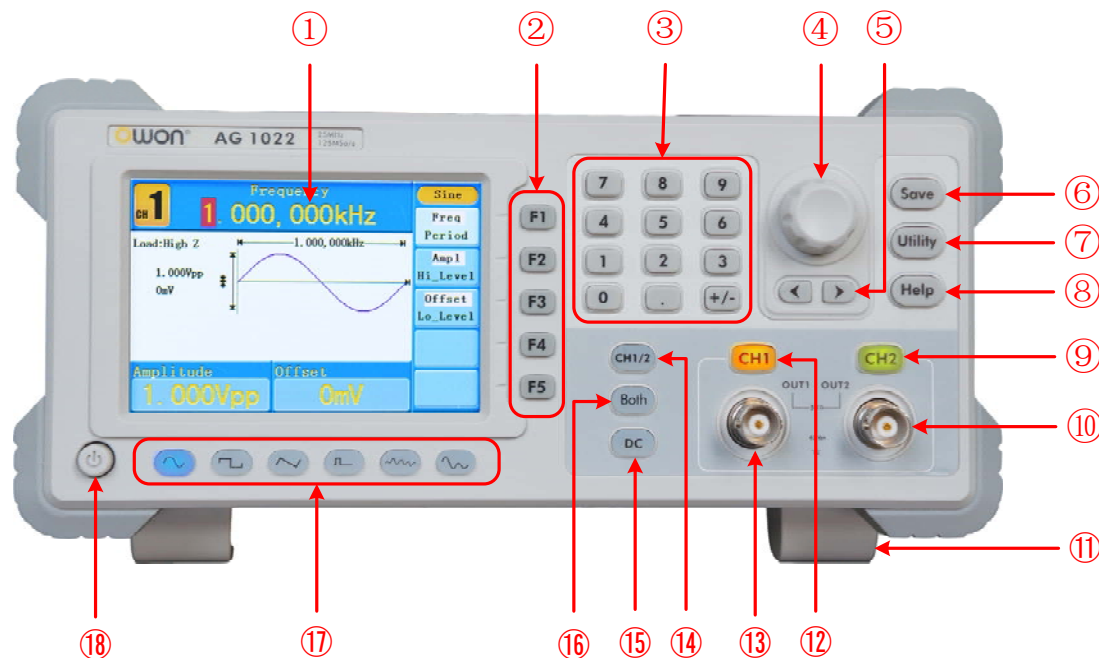 ① ② ③ ④ ⑤
OWON® AG 1022 25MHz
125MSa/s
CH 1 Frequency
1.000,000kHz
Sine
Freq
Period
Ampl
Hi_Level
Offset
Lo_Level
Load:High Z
1.000,000kHz
1.000Vpp
0mV
Amplitude Offset
1.000Vpp 0mV
F1
F2
F3
F4
F5
7 8 9
4 5 6
1 2 3
0 . +/-
< >
Save ⑥
Utility ⑦
Help ⑧
CH1/2 CH1 CH2 ⑨
Both
DC
OUT1 OUT2
⑩
⑪
⑱ ⑰ ⑯ ⑮ ⑭ ⑬ ⑫